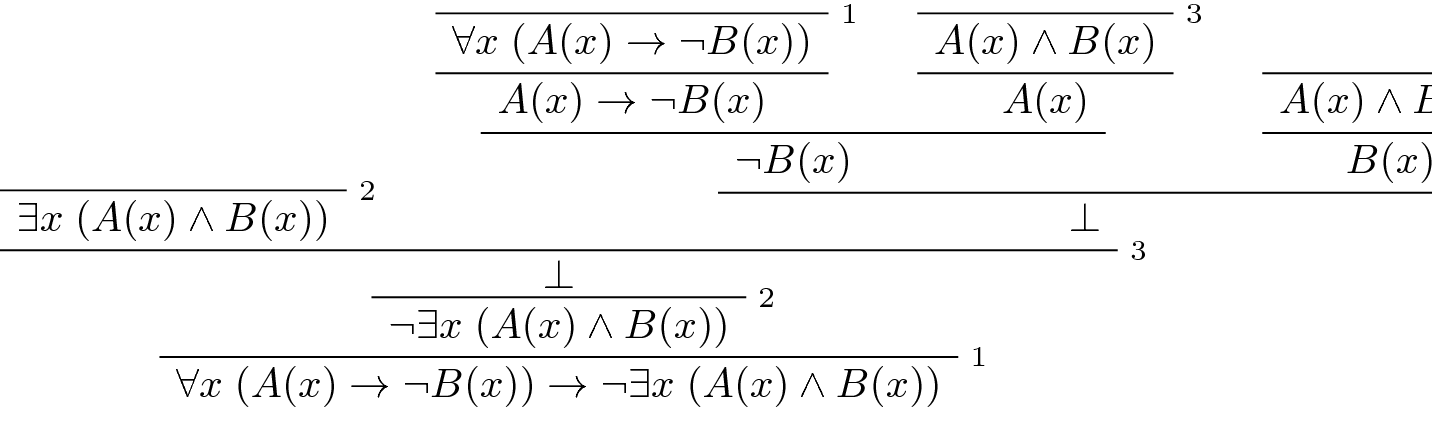 ∀x (A(x) → ¬B(x)) 1 A(x) ∧ B(x) 3
A(x) → ¬B(x) A(x) A(x) ∧
¬B(x) B(x)
∃x (A(x) ∧ B(x)) 2 ⊥
⊥ 3
¬∃x (A(x) ∧ B(x)) 2
∀x (A(x) → ¬B(x)) → ¬∃x (A(x) ∧ B(x)) 1